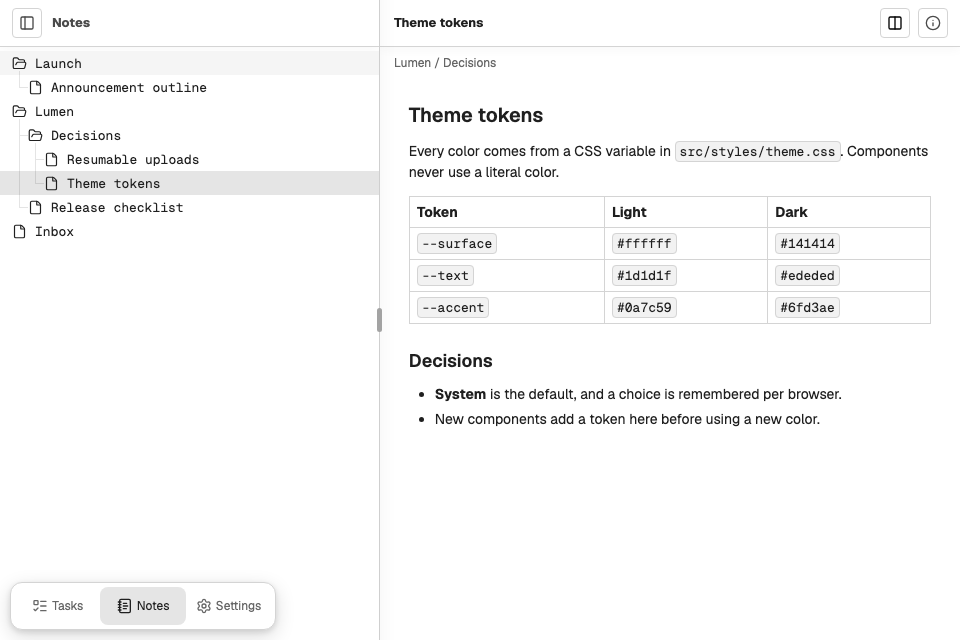 Notes
Launch
Announcement outline
Lumen
Decisions
Resumable uploads
Theme tokens
Release checklist
Inbox
Tasks
Notes
Settings
Theme tokens
Lumen / Decisions
Theme tokens
Every color comes from a CSS variable in src/styles/theme.css. Components
never use a literal color.
Token Light Dark
--surface #ffffff #141414
--text #1d1d1f #ededed
--accent #0a7c59 #6fd3ae
Decisions
• System is the default, and a choice is remembered per browser.
• New components add a token here before using a new color.